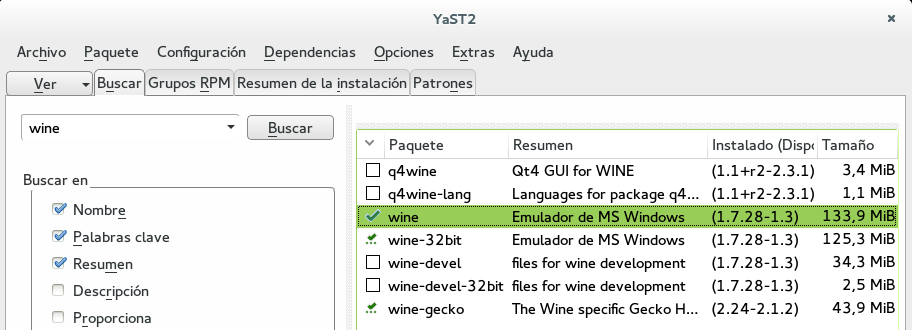 YaST2
Archivo Paquete Configuración Dependencias Opciones Extras Ayuda
Ver Buscar Grupos RPM Resumen de la instalación Patrones
wine Buscar
Buscar en
Nombre
Palabras clave
Resumen
Descripción
Proporciona
Paquete Resumen Instalado (Dispo Tamaño
q4wine Qt4 GUI for WINE (1.1+r2-2.3.1) 3,4 MiB
q4wine-lang Languages for package q4... (1.1+r2-2.3.1) 1,1 MiB
wine Emulador de MS Windows (1.7.28-1.3) 133,9 MiB
wine-32bit Emulador de MS Windows (1.7.28-1.3) 125,3 MiB
wine-devel files for wine development (1.7.28-1.3) 34,3 MiB
wine-devel-32bit files for wine development (1.7.28-1.3) 2,5 MiB
wine-gecko The Wine specific Gecko H... (2.24-2.1.2) 43,9 MiB